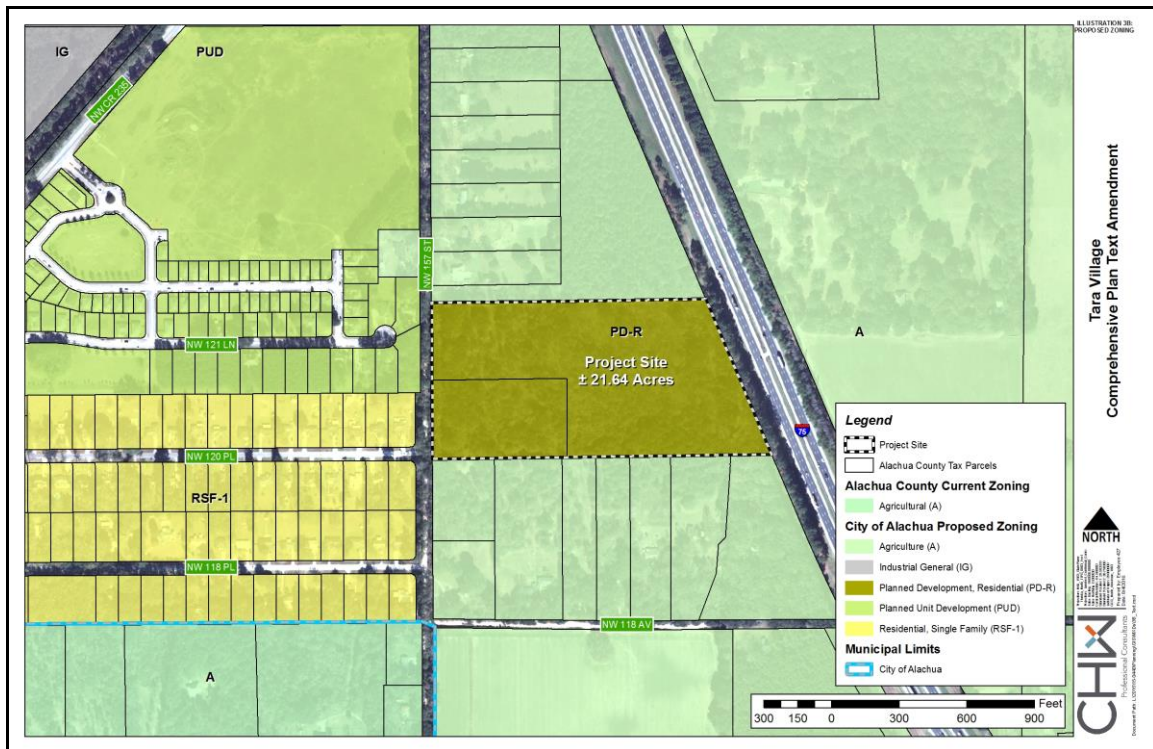 ILLUSTRATION 3B:
PROPOSED ZONING
IG
PUD
NW CR 235
NW 157 ST
PD-R
Project Site
± 21.64 Acres
A
NW 121 LN
NW 120 PL
RSF-1
NW 118 PL
NW 118 AV
A
75
Legend
Project Site
Alachua County Tax Parcels
Alachua County Current Zoning
Agricultural (A)
City of Alachua Proposed Zoning
Agriculture (A)
Industrial General (IG)
Planned Development, Residential (PD-R)
Planned Unit Development (PUD)
Residential, Single Family (RSF-1)
Municipal Limits
City of Alachua
Feet
300 150 0 300 600 900
Tara Village
Comprehensive Plan Text Amendment
NORTH
CHW
Professional Consultants